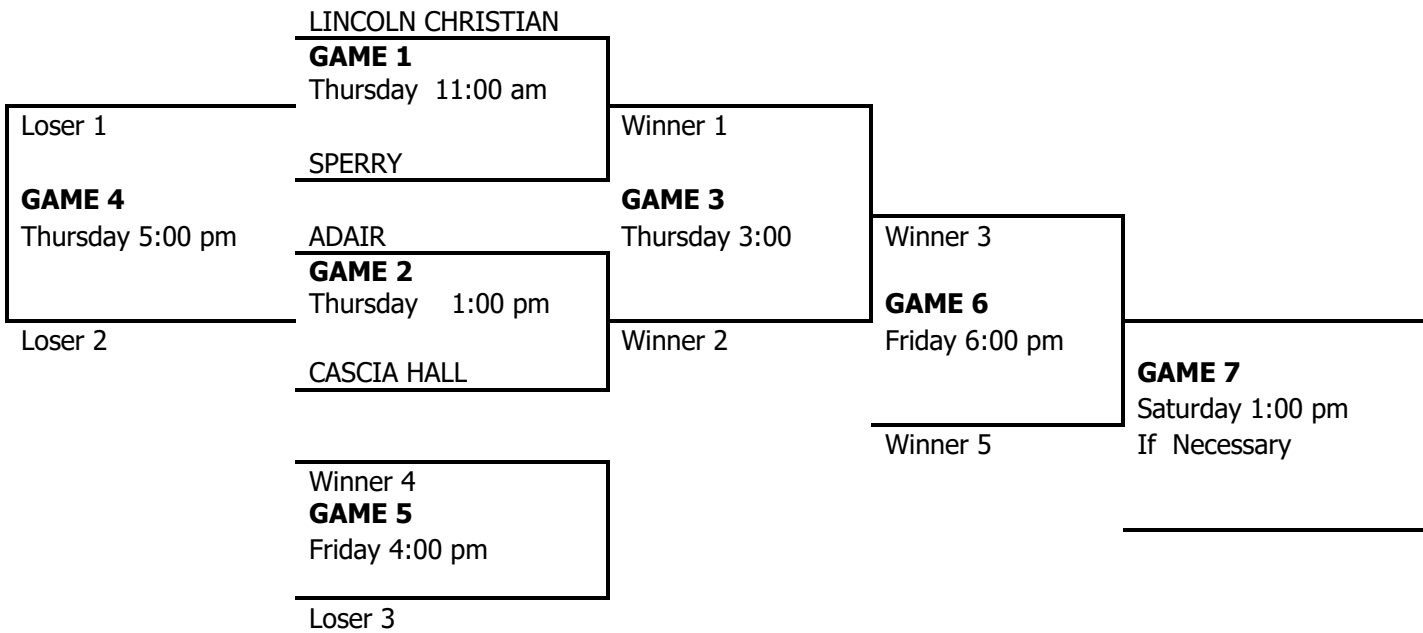 LINCOLN CHRISTIAN
GAME 1
Thursday 11:00 am
Loser 1
Winner 1
SPERRY
GAME 4
GAME 3
Thursday 5:00 pm
ADAIR
Thursday 3:00
Winner 3
GAME 2
Thursday 1:00 pm
GAME 6
Loser 2
Winner 2
Friday 6:00 pm
CASCIA HALL
GAME 7
Saturday 1:00 pm
Winner 5
If Necessary
Winner 4
GAME 5
Friday 4:00 pm
Loser 3